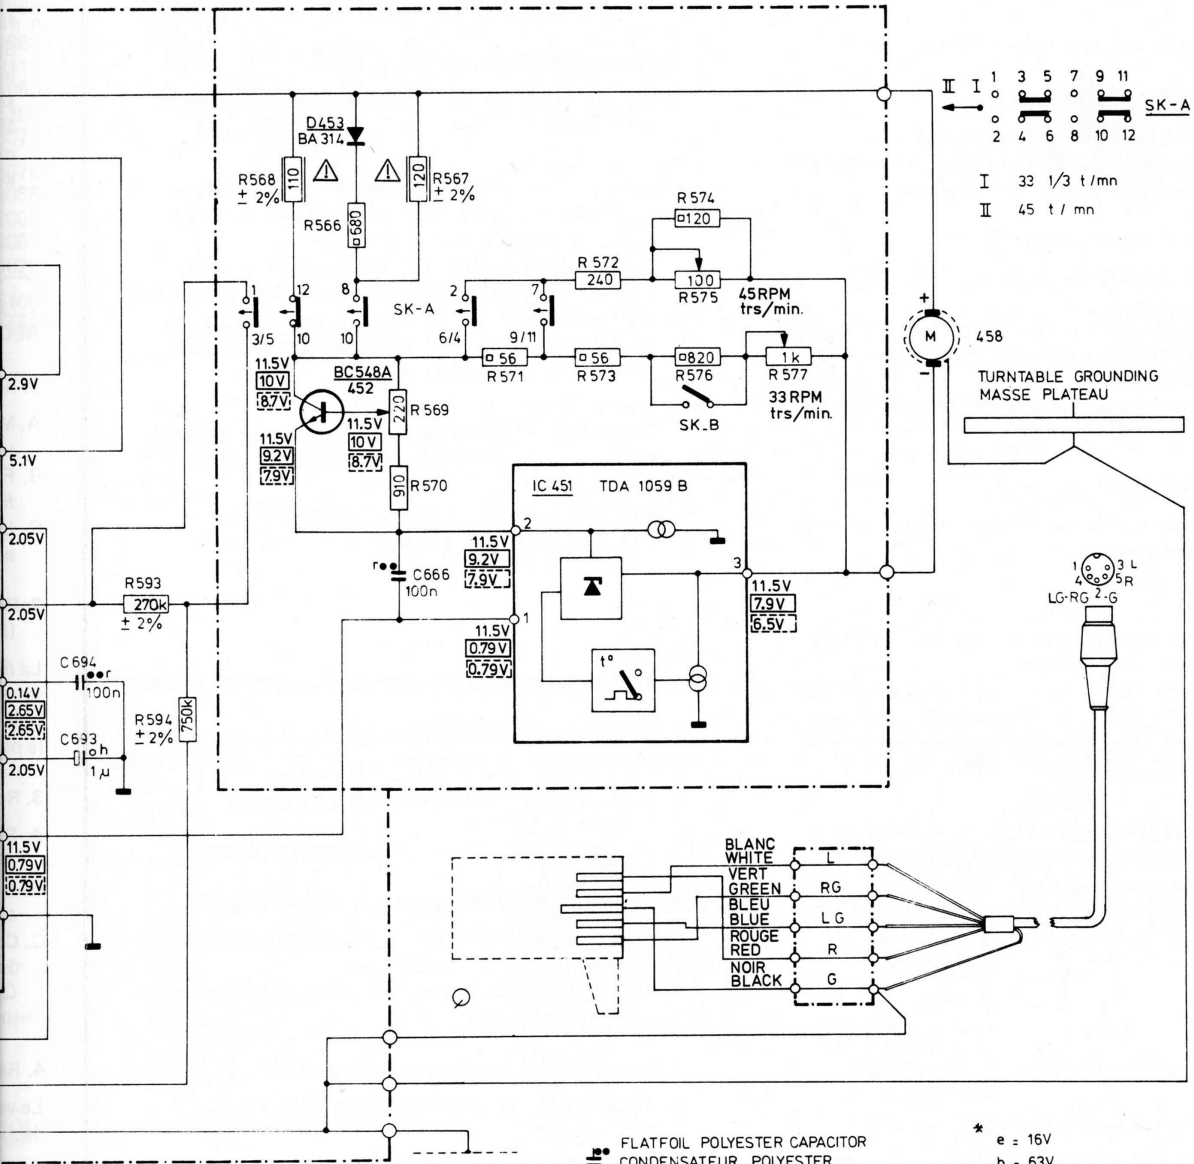 II I 1 3 5 7 9 11
SK-A
2 4 6 8 10 12
I 33 1/3 t/mn
II 45 t / mn
D453
BA 314
R568
± 2%
110
R567
± 2%
120
R566
680
R574
120
R 572
240
100
R575
45RPM
trs/min.
1 12 8 SK-A 2 7
3/5 10 10 6/4 9/11
+
M
-
458
BC548A
452
11.5V
10V
8.7V
56
R571
56
R573
820
R576
1k
R 577
33RPM
trs/min.
SK-B
220
R 569
11.5V
10V
8.7V
11.5V
9.2V
7.9V
910
R570
TURNTABLE GROUNDING
MASSE PLATEAU
2.9V
5.1V
2.05V
2.05V
IC 451 TDA 1059 B
2
11.5V
9.2V
7.9V
C666
100n
r
1
11.5V
0.79V
0.79V
3
11.5V
7.9V
6.5V
t°
R593
270k
± 2%
C694
r
100n
0.14V
2.65V
2.65V
R594
± 2%
750k
C693
h
1µ
2.05V
11.5V
0.79V
0.79V
1 3 L
4 5 R
LG-RG 2-G
BLANC
WHITE
L
VERT
GREEN
RG
BLEU
BLUE
LG
ROUGE
RED
R
NOIR
BLACK
G
FLATFOIL POLYESTER CAPACITOR
CONDENSATEUR POLYESTER
* e = 16V
h = 63V